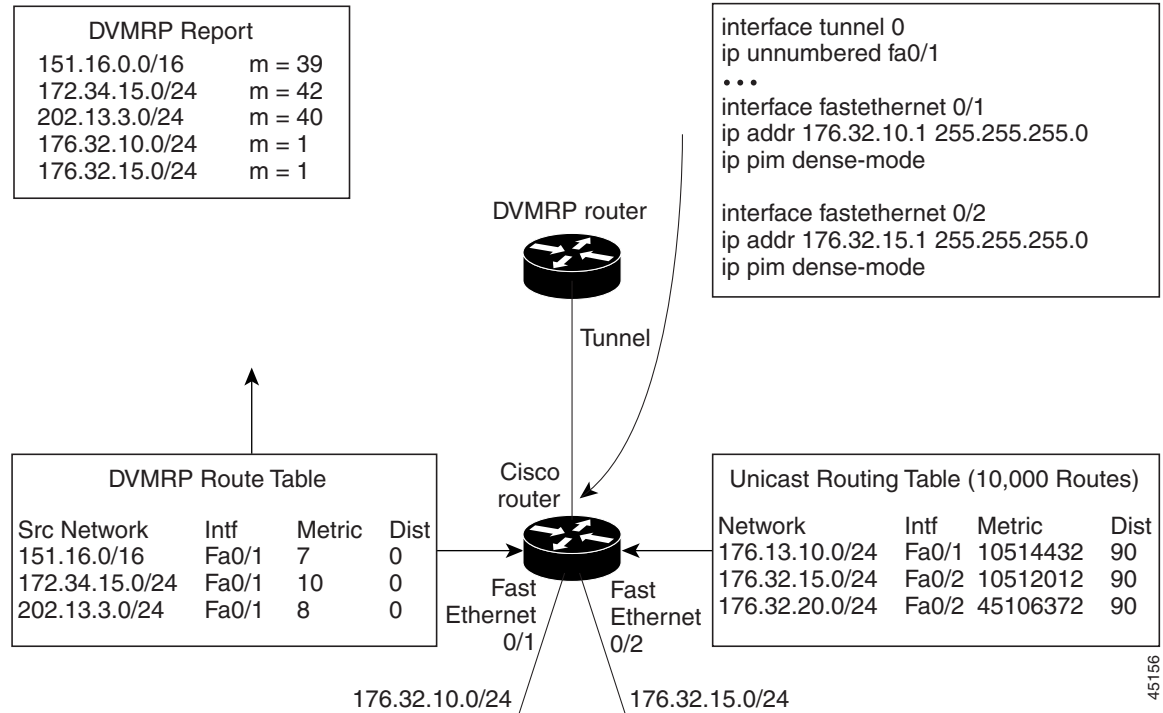 DVMRP Report
151.16.0.0/16 m = 39
172.34.15.0/24 m = 42
202.13.3.0/24 m = 40
176.32.10.0/24 m = 1
176.32.15.0/24 m = 1
interface tunnel 0
ip unnumbered fa0/1
• • •
interface fastethernet 0/1
ip addr 176.32.10.1 255.255.255.0
ip pim dense-mode
interface fastethernet 0/2
ip addr 176.32.15.1 255.255.255.0
ip pim dense-mode
DVMRP router
Tunnel
DVMRP Route Table
Src Network Intf Metric Dist
151.16.0/16 Fa0/1 7 0
172.34.15.0/24 Fa0/1 10 0
202.13.3.0/24 Fa0/1 8 0
Cisco
router
Unicast Routing Table (10,000 Routes)
Network Intf Metric Dist
176.13.10.0/24 Fa0/1 10514432 90
176.32.15.0/24 Fa0/2 10512012 90
176.32.20.0/24 Fa0/2 45106372 90
Fast
Ethernet
0/1
Fast
Ethernet
0/2
176.32.10.0/24
176.32.15.0/24
45156